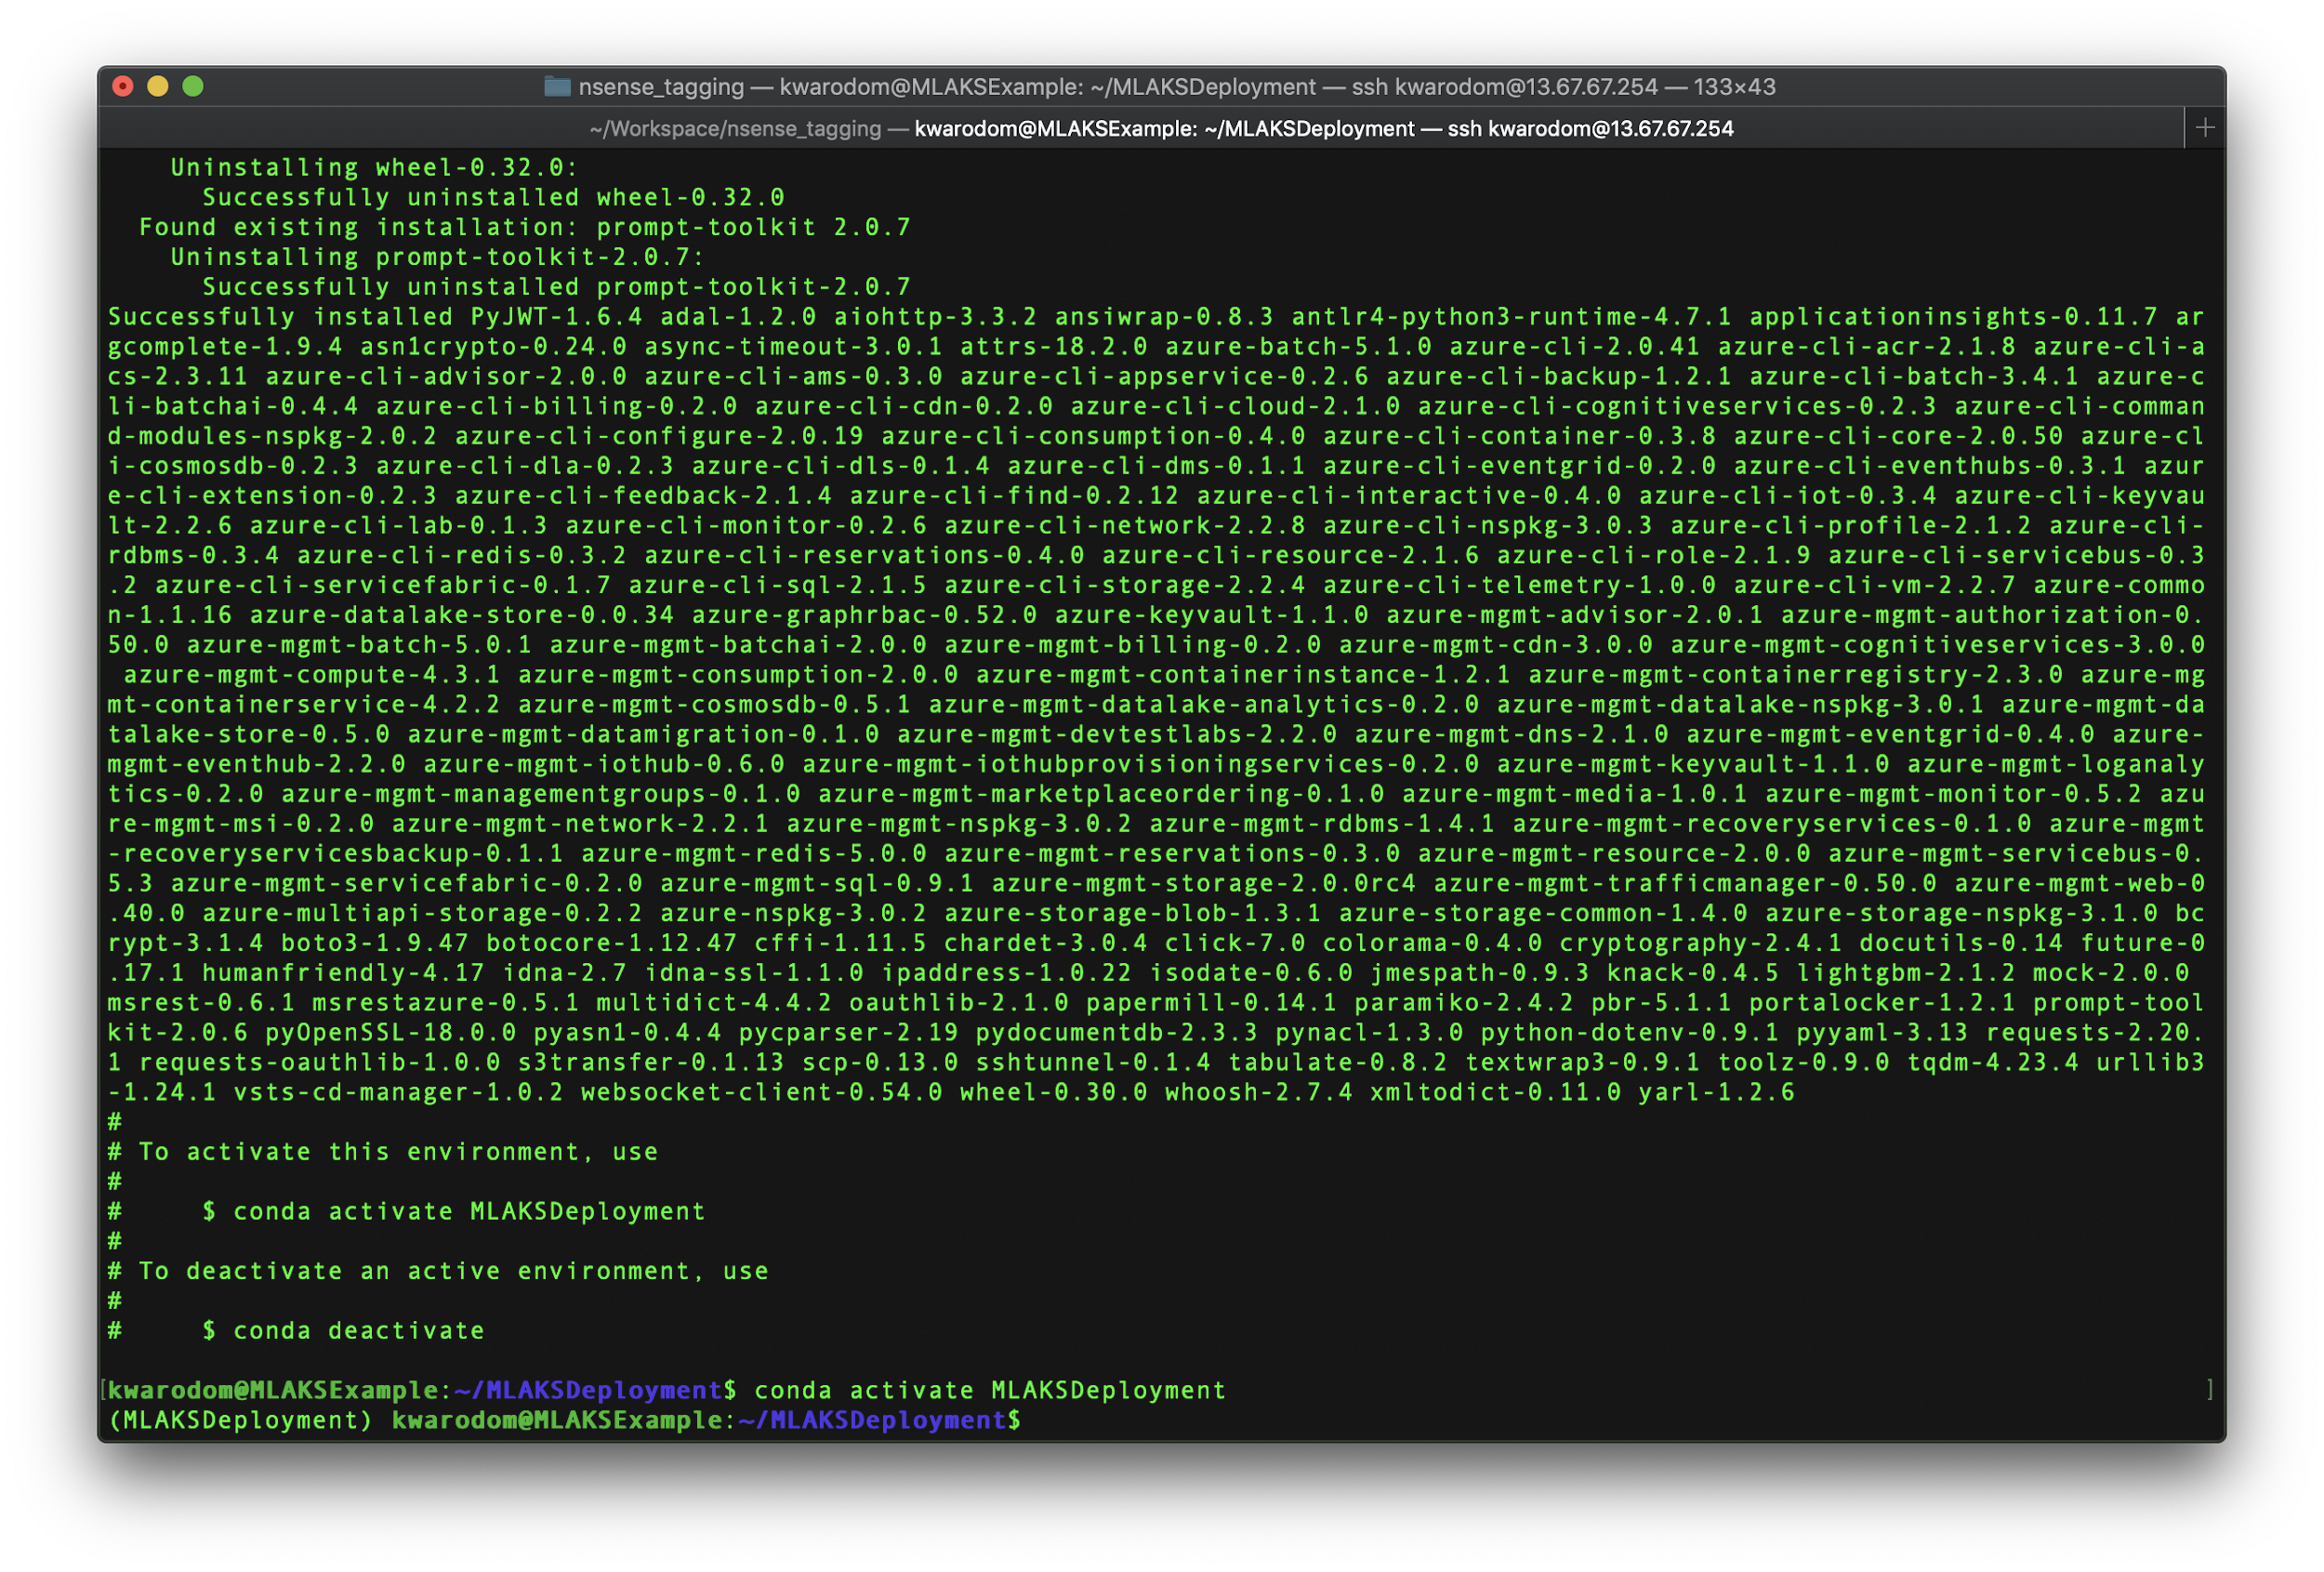 nsense_tagging — kwarodom@MLAKSExample: ~/MLAKSDeployment — ssh kwarodom@13.67.67.254 — 133×43
~/Workspace/nsense_tagging — kwarodom@MLAKSExample: ~/MLAKSDeployment — ssh kwarodom@13.67.67.254 +
    Uninstalling wheel-0.32.0:
      Successfully uninstalled wheel-0.32.0
  Found existing installation: prompt-toolkit 2.0.7
    Uninstalling prompt-toolkit-2.0.7:
      Successfully uninstalled prompt-toolkit-2.0.7
Successfully installed PyJWT-1.6.4 adal-1.2.0 aiohttp-3.3.2 ansiwrap-0.8.3 antlr4-python3-runtime-4.7.1 applicationinsights-0.11.7 ar
gcomplete-1.9.4 asn1crypto-0.24.0 async-timeout-3.0.1 attrs-18.2.0 azure-batch-5.1.0 azure-cli-2.0.41 azure-cli-acr-2.1.8 azure-cli-a
cs-2.3.11 azure-cli-advisor-2.0.0 azure-cli-ams-0.3.0 azure-cli-appservice-0.2.6 azure-cli-backup-1.2.1 azure-cli-batch-3.4.1 azure-c
li-batchai-0.4.4 azure-cli-billing-0.2.0 azure-cli-cdn-0.2.0 azure-cli-cloud-2.1.0 azure-cli-cognitiveservices-0.2.3 azure-cli-comman
d-modules-nspkg-2.0.2 azure-cli-configure-2.0.19 azure-cli-consumption-0.4.0 azure-cli-container-0.3.8 azure-cli-core-2.0.50 azure-cl
i-cosmosdb-0.2.3 azure-cli-dla-0.2.3 azure-cli-dls-0.1.4 azure-cli-dms-0.1.1 azure-cli-eventgrid-0.2.0 azure-cli-eventhubs-0.3.1 azur
e-cli-extension-0.2.3 azure-cli-feedback-2.1.4 azure-cli-find-0.2.12 azure-cli-interactive-0.4.0 azure-cli-iot-0.3.4 azure-cli-keyvau
lt-2.2.6 azure-cli-lab-0.1.3 azure-cli-monitor-0.2.6 azure-cli-network-2.2.8 azure-cli-nspkg-3.0.3 azure-cli-profile-2.1.2 azure-cli-
rdbms-0.3.4 azure-cli-redis-0.3.2 azure-cli-reservations-0.4.0 azure-cli-resource-2.1.6 azure-cli-role-2.1.9 azure-cli-servicebus-0.3
.2 azure-cli-servicefabric-0.1.7 azure-cli-sql-2.1.5 azure-cli-storage-2.2.4 azure-cli-telemetry-1.0.0 azure-cli-vm-2.2.7 azure-commo
n-1.1.16 azure-datalake-store-0.0.34 azure-graphrbac-0.52.0 azure-keyvault-1.1.0 azure-mgmt-advisor-2.0.1 azure-mgmt-authorization-0.
50.0 azure-mgmt-batch-5.0.1 azure-mgmt-batchai-2.0.0 azure-mgmt-billing-0.2.0 azure-mgmt-cdn-3.0.0 azure-mgmt-cognitiveservices-3.0.0
 azure-mgmt-compute-4.3.1 azure-mgmt-consumption-2.0.0 azure-mgmt-containerinstance-1.2.1 azure-mgmt-containerregistry-2.3.0 azure-mg
mt-containerservice-4.2.2 azure-mgmt-cosmosdb-0.5.1 azure-mgmt-datalake-analytics-0.2.0 azure-mgmt-datalake-nspkg-3.0.1 azure-mgmt-da
talake-store-0.5.0 azure-mgmt-datamigration-0.1.0 azure-mgmt-devtestlabs-2.2.0 azure-mgmt-dns-2.1.0 azure-mgmt-eventgrid-0.4.0 azure-
mgmt-eventhub-2.2.0 azure-mgmt-iothub-0.6.0 azure-mgmt-iothubprovisioningservices-0.2.0 azure-mgmt-keyvault-1.1.0 azure-mgmt-loganaly
tics-0.2.0 azure-mgmt-managementgroups-0.1.0 azure-mgmt-marketplaceordering-0.1.0 azure-mgmt-media-1.0.1 azure-mgmt-monitor-0.5.2 azu
re-mgmt-msi-0.2.0 azure-mgmt-network-2.2.1 azure-mgmt-nspkg-3.0.2 azure-mgmt-rdbms-1.4.1 azure-mgmt-recoveryservices-0.1.0 azure-mgmt
-recoveryservicesbackup-0.1.1 azure-mgmt-redis-5.0.0 azure-mgmt-reservations-0.3.0 azure-mgmt-resource-2.0.0 azure-mgmt-servicebus-0.
5.3 azure-mgmt-servicefabric-0.2.0 azure-mgmt-sql-0.9.1 azure-mgmt-storage-2.0.0rc4 azure-mgmt-trafficmanager-0.50.0 azure-mgmt-web-0
.40.0 azure-multiapi-storage-0.2.2 azure-nspkg-3.0.2 azure-storage-blob-1.3.1 azure-storage-common-1.4.0 azure-storage-nspkg-3.1.0 bc
rypt-3.1.4 boto3-1.9.47 botocore-1.12.47 cffi-1.11.5 chardet-3.0.4 click-7.0 colorama-0.4.0 cryptography-2.4.1 docutils-0.14 future-0
.17.1 humanfriendly-4.17 idna-2.7 idna-ssl-1.1.0 ipaddress-1.0.22 isodate-0.6.0 jmespath-0.9.3 knack-0.4.5 lightgbm-2.1.2 mock-2.0.0
msrest-0.6.1 msrestazure-0.5.1 multidict-4.4.2 oauthlib-2.1.0 papermill-0.14.1 paramiko-2.4.2 pbr-5.1.1 portalocker-1.2.1 prompt-tool
kit-2.0.6 pyOpenSSL-18.0.0 pyasn1-0.4.4 pycparser-2.19 pydocumentdb-2.3.3 pynacl-1.3.0 python-dotenv-0.9.1 pyyaml-3.13 requests-2.20.
1 requests-oauthlib-1.0.0 s3transfer-0.1.13 scp-0.13.0 sshtunnel-0.1.4 tabulate-0.8.2 textwrap3-0.9.1 toolz-0.9.0 tqdm-4.23.4 urllib3
-1.24.1 vsts-cd-manager-1.0.2 websocket-client-0.54.0 wheel-0.30.0 whoosh-2.7.4 xmltodict-0.11.0 yarl-1.2.6
#
# To activate this environment, use
#
#     $ conda activate MLAKSDeployment
#
# To deactivate an active environment, use
#
#     $ conda deactivate
[kwarodom@MLAKSExample:~/MLAKSDeployment$ conda activate MLAKSDeployment ]
(MLAKSDeployment) kwarodom@MLAKSExample:~/MLAKSDeployment$